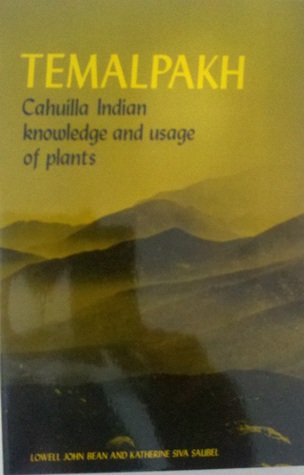 TEMALPAKH
Cahuilla Indian
knowledge and usage
of plants
LOWELL JOHN BEAN AND KATHERINE SIVA SAUBEL